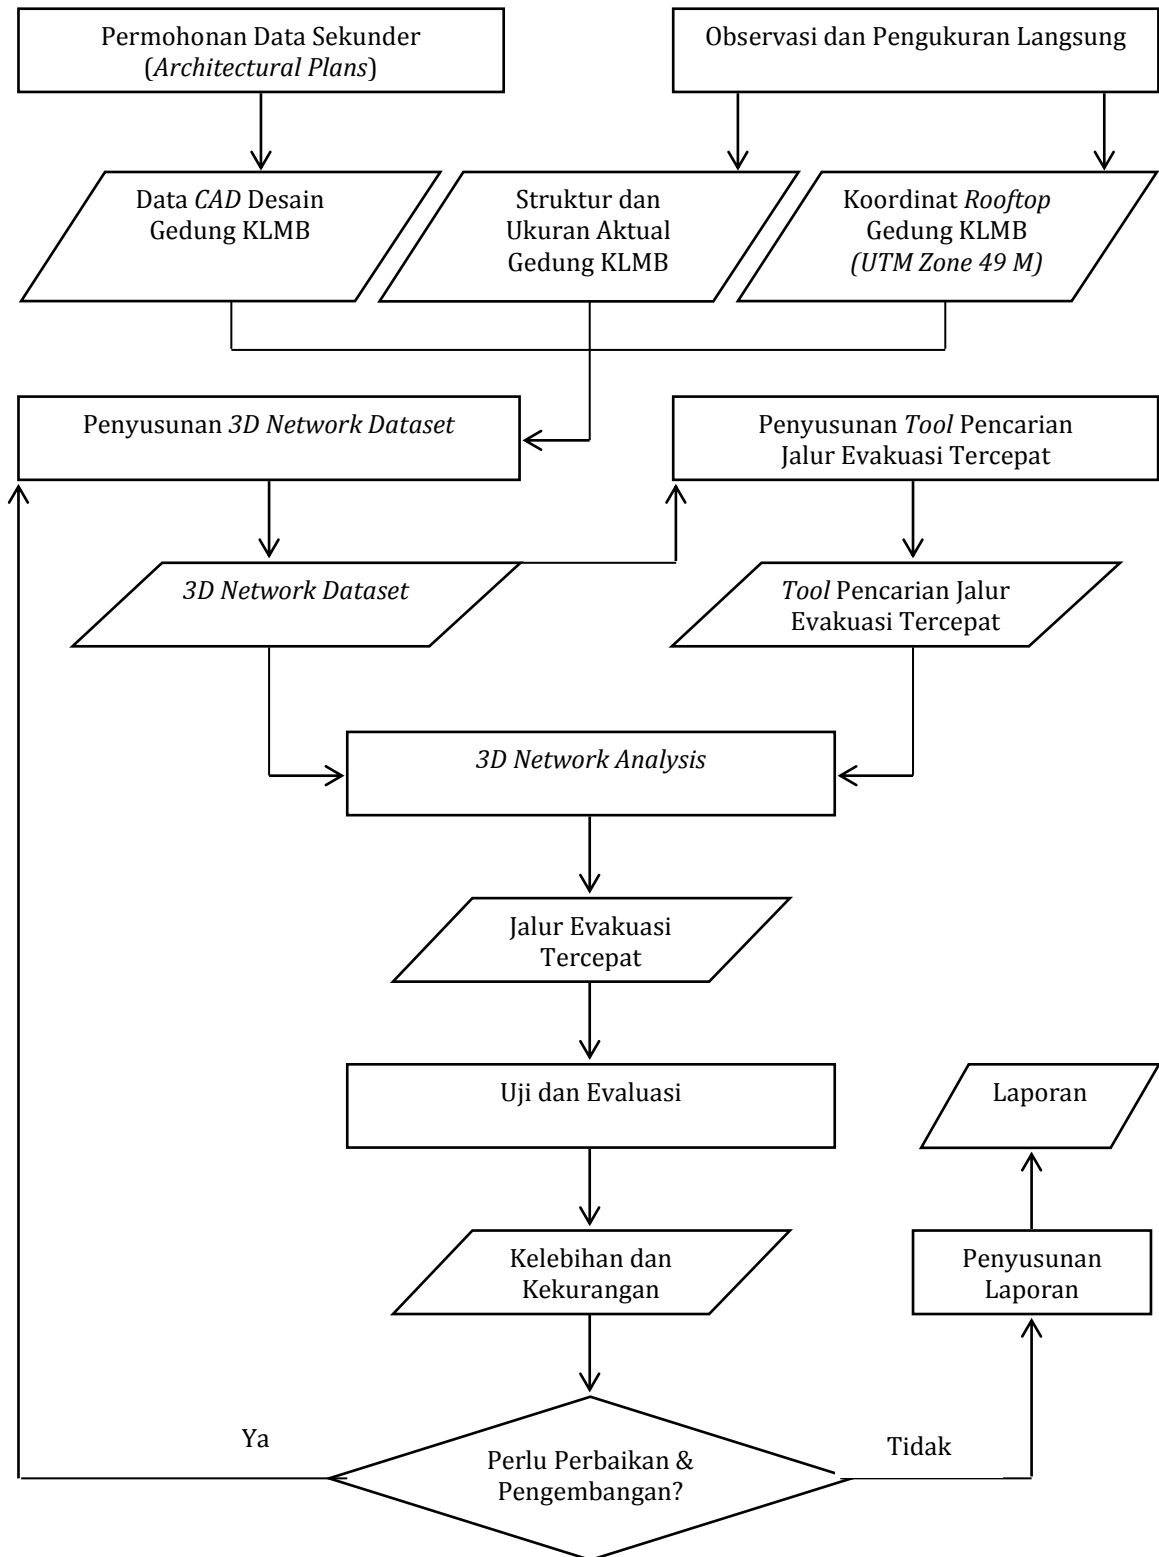 Permohonan Data Sekunder
(Architectural Plans)
Observasi dan Pengukuran Langsung
Data CAD Desain
Gedung KLMB
Struktur dan
Ukuran Aktual
Gedung KLMB
Koordinat Rooftop
Gedung KLMB
(UTM Zone 49 M)
Penyusunan 3D Network Dataset
Penyusunan Tool Pencarian
Jalur Evakuasi Tercepat
3D Network Dataset
Tool Pencarian Jalur
Evakuasi Tercepat
3D Network Analysis
Jalur Evakuasi
Tercepat
Uji dan Evaluasi
Laporan
Kelebihan dan
Kekurangan
Penyusunan
Laporan
Ya
Tidak
Perlu Perbaikan &
Pengembangan?